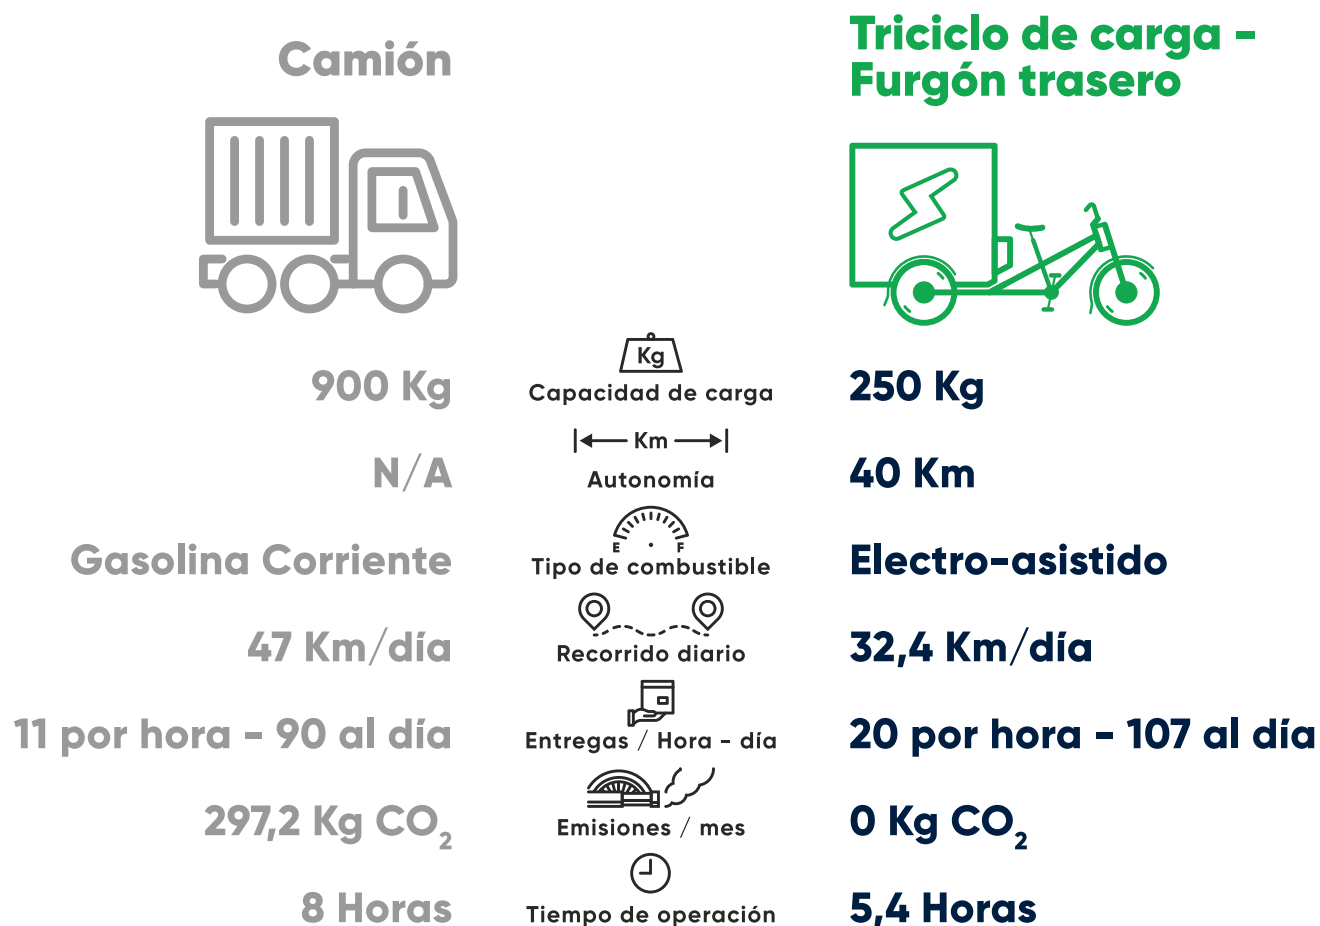 Camión
Triciclo de carga -
Furgón trasero
Kg
900 Kg
Capacidad de carga
250 Kg
Km
N/A
Autonomía
40 Km
E F
Gasolina Corriente
Tipo de combustible
Electro-asistido
47 Km/día
Recorrido diario
32,4 Km/día
11 por hora - 90 al día
Entregas / Hora - día
20 por hora - 107 al día
297,2 Kg CO₂
Emisiones / mes
0 Kg CO₂
8 Horas
Tiempo de operación
5,4 Horas